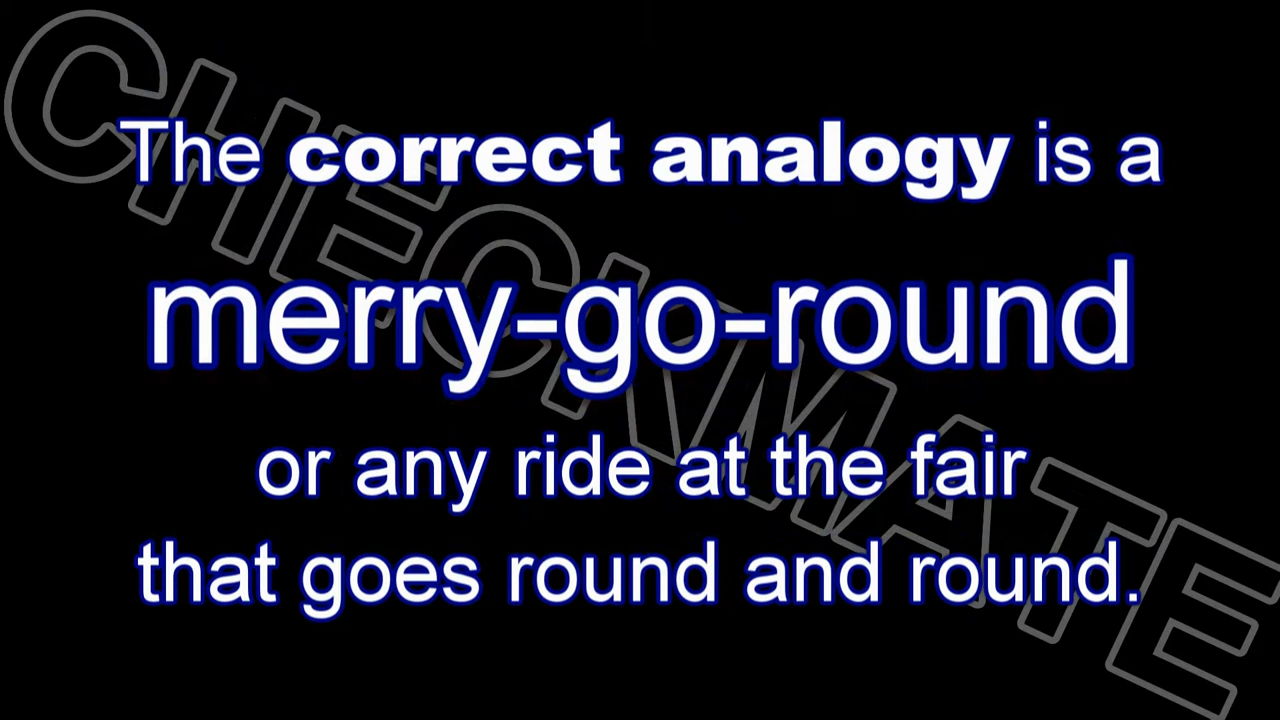 The correct analogy is a
merry-go-round
or any ride at the fair
that goes round and round.
CHECKMATE